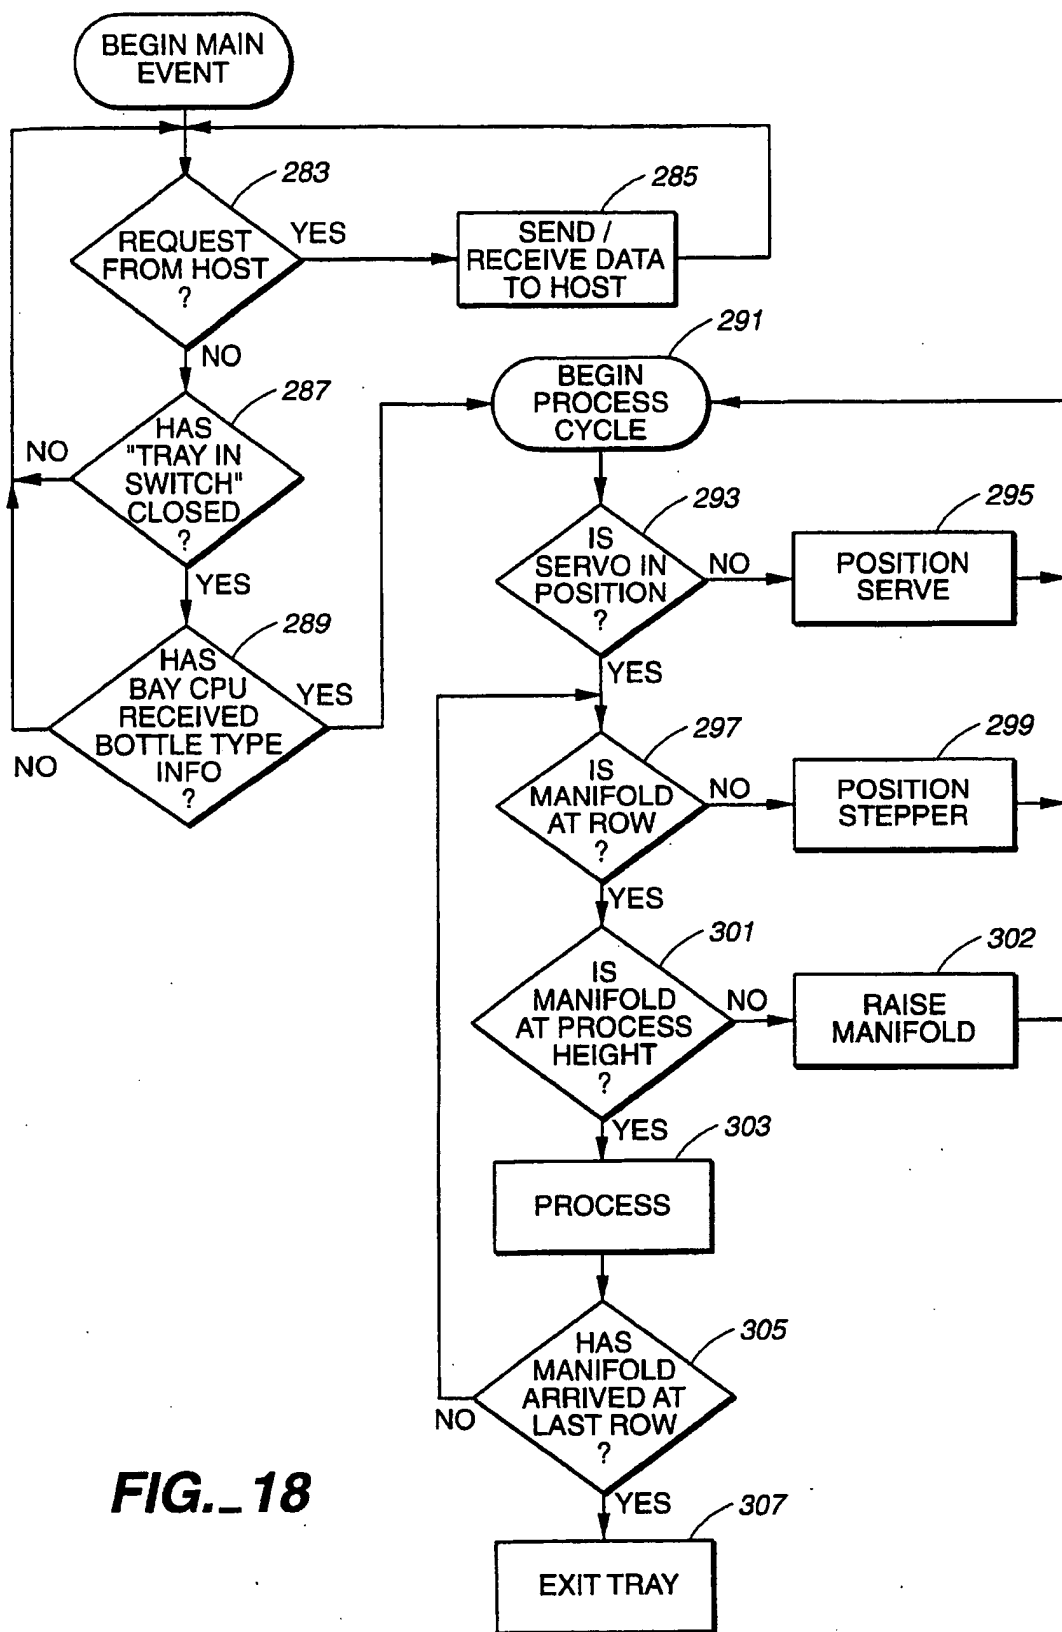 BEGIN MAIN
EVENT
283
REQUEST
FROM HOST
?
YES
285
SEND /
RECEIVE DATA
TO HOST
NO
287
HAS
"TRAY IN
SWITCH"
CLOSED
?
NO
YES
289
HAS
BAY CPU
RECEIVED
BOTTLE TYPE
INFO
?
YES
NO
291
BEGIN
PROCESS
CYCLE
293
IS
SERVO IN
POSITION
?
NO
295
POSITION
SERVE
YES
297
IS
MANIFOLD
AT ROW
?
NO
299
POSITION
STEPPER
YES
301
IS
MANIFOLD
AT PROCESS
HEIGHT
?
NO
302
RAISE
MANIFOLD
YES
303
PROCESS
305
HAS
MANIFOLD
ARRIVED AT
LAST ROW
?
NO
YES
307
EXIT TRAY
FIG._18